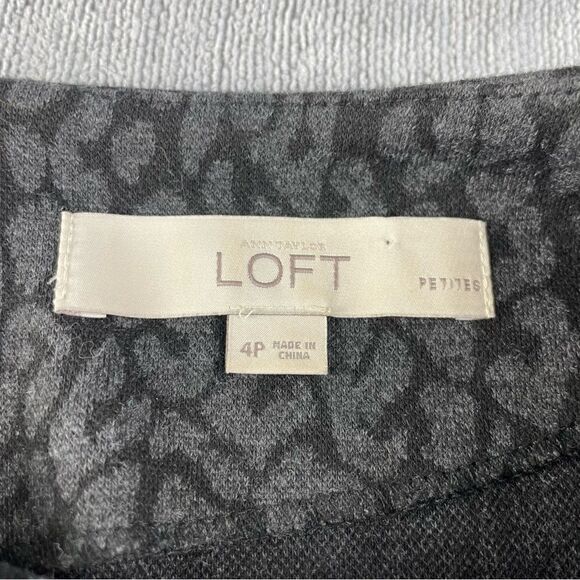 ANN TAYLOR
LOFT
PETITES
4P MADE IN
CHINA